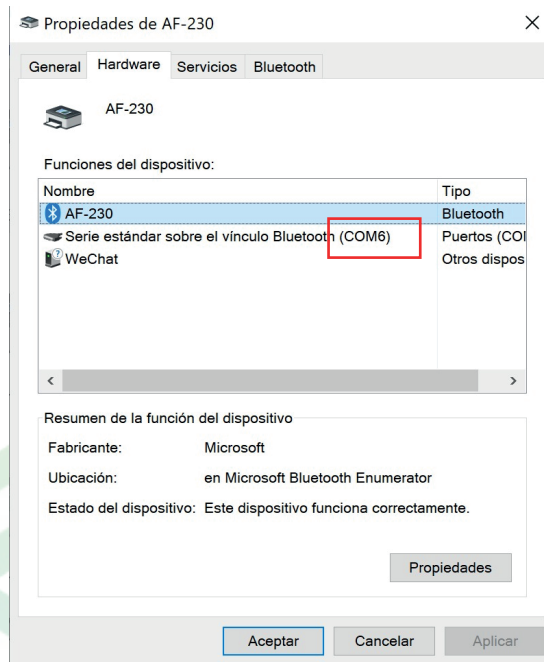 Propiedades de AF-230
General Hardware Servicios Bluetooth
AF-230
Funciones del dispositivo:
Nombre Tipo
AF-230 Bluetooth
Serie estándar sobre el vínculo Bluetooth (COM6) Puertos (COI
WeChat Otros dispos
Resumen de la función del dispositivo
Fabricante: Microsoft
Ubicación: en Microsoft Bluetooth Enumerator
Estado del dispositivo: Este dispositivo funciona correctamente.
Propiedades
Aceptar Cancelar Aplicar